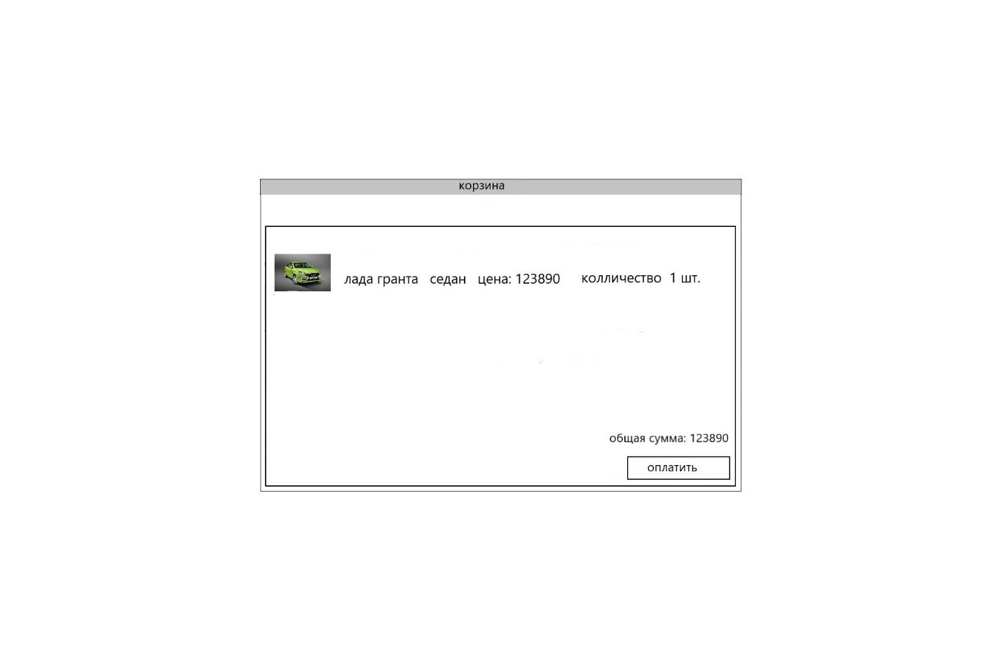 корзина
лада гранта седан цена: 123890 колличество 1 шт.
общая сумма: 123890
оплатить